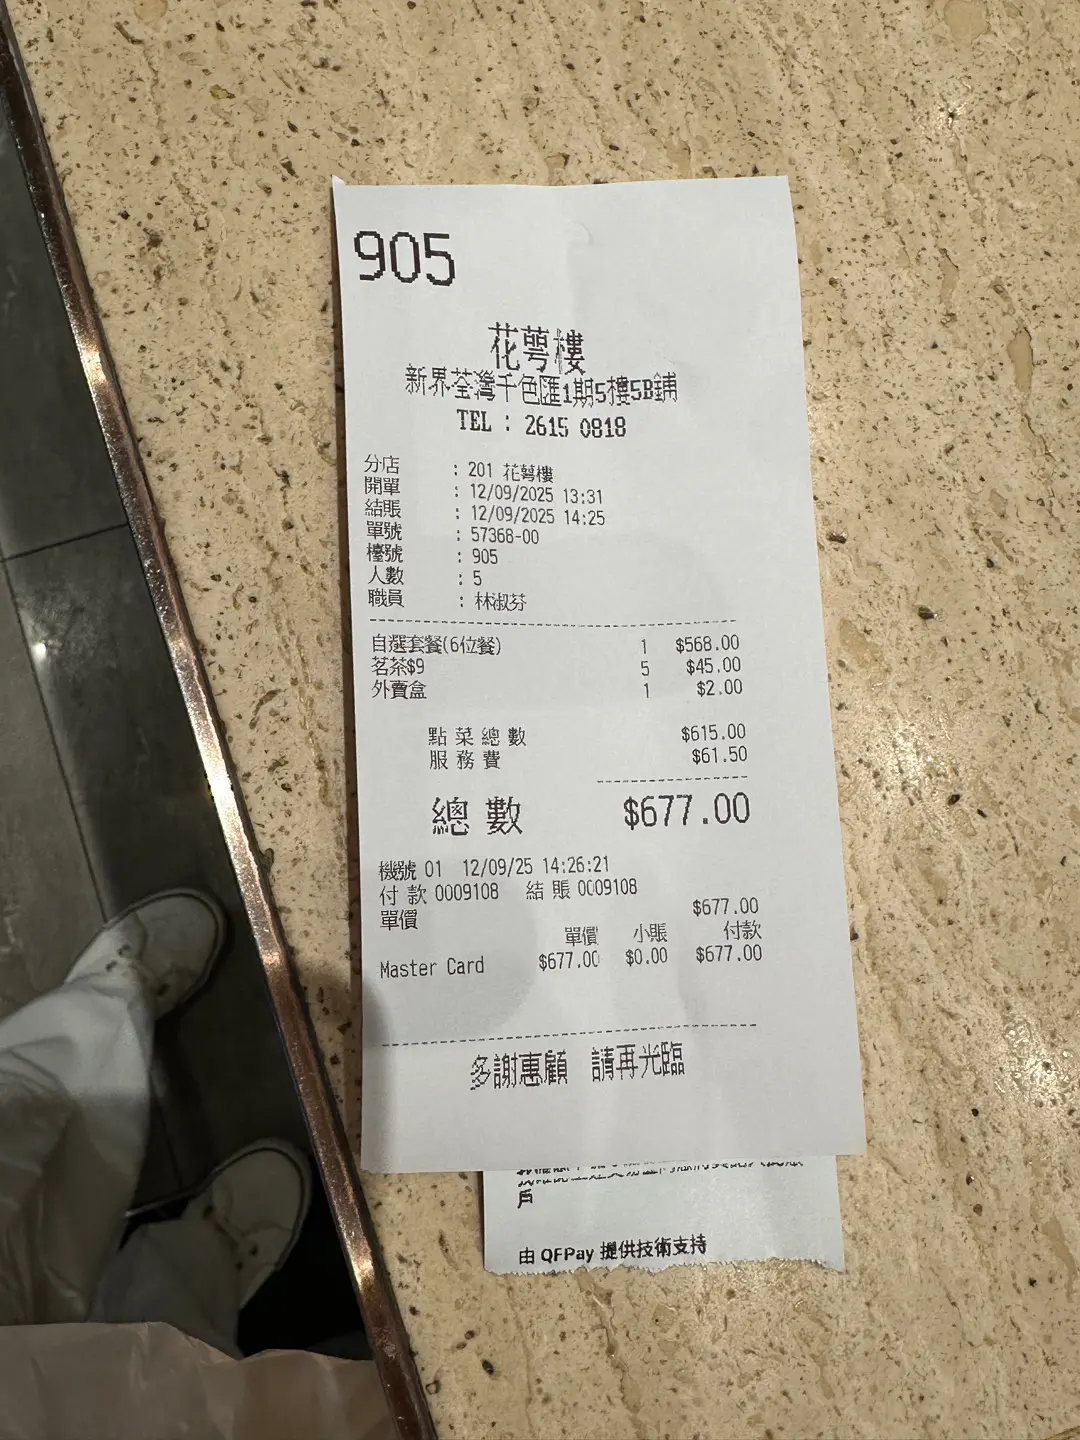 905
花萼樓
新界荃灣千色匯1期5樓5B鋪
TEL : 2615 0818
分店 : 201 花萼樓
開單 : 12/09/2025 13:31
結賬 : 12/09/2025 14:25
單號 : 57368-00
檯號 : 905
人數 : 5
職員 : 林淑芬
自選套餐(6位餐) 1 $568.00
茗茶$9 5 $45.00
外賣盒 1 $2.00
點菜總數 $615.00
服務費 $61.50
總數 $677.00
機號 01 12/09/25 14:26:21
付款 0009108 結賬 0009108
單價 $677.00
單價 小賬 付款
Master Card $677.00 $0.00 $677.00
多謝惠顧 請再光臨
戶
由 QFPay 提供技術支持